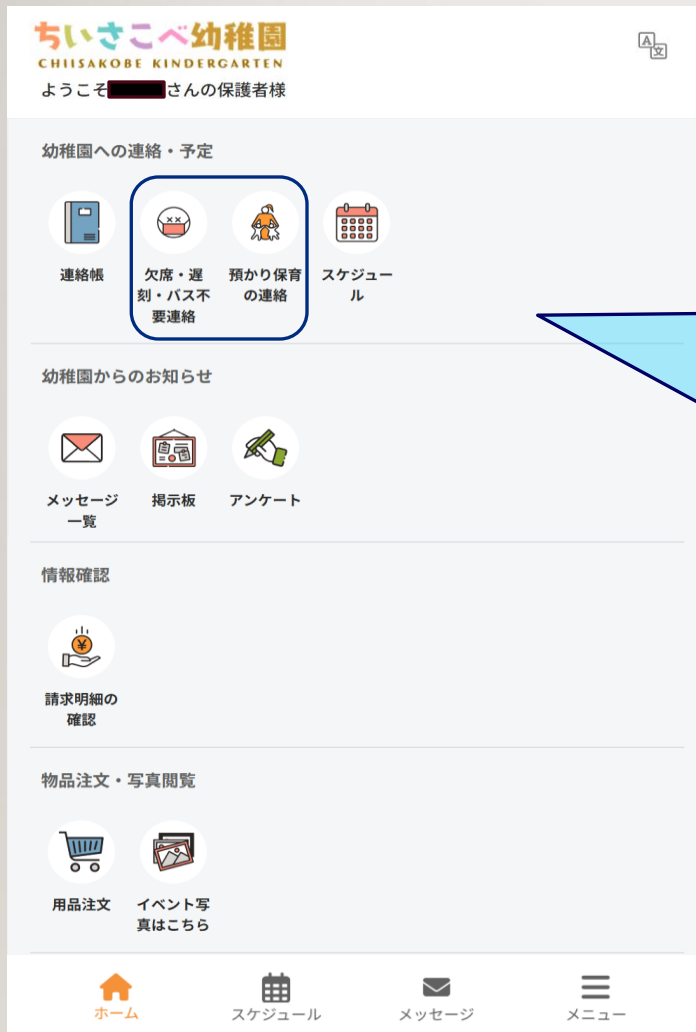 ちいさこべ幼稚園
CHIISAKOBE KINDERGARTEN
ようこそ さんの保護者様
幼稚園への連絡・予定
連絡帳
欠席・遅
刻・バス不
要連絡
預かり保育
の連絡
スケジュー
ル
幼稚園からのお知らせ
メッセージ
一覧
掲示板
アンケート
情報確認
請求明細の
確認
物品注文・写真閲覧
用品注文
イベント写
真はこちら
ホーム
スケジュール
メッセージ
メニュー